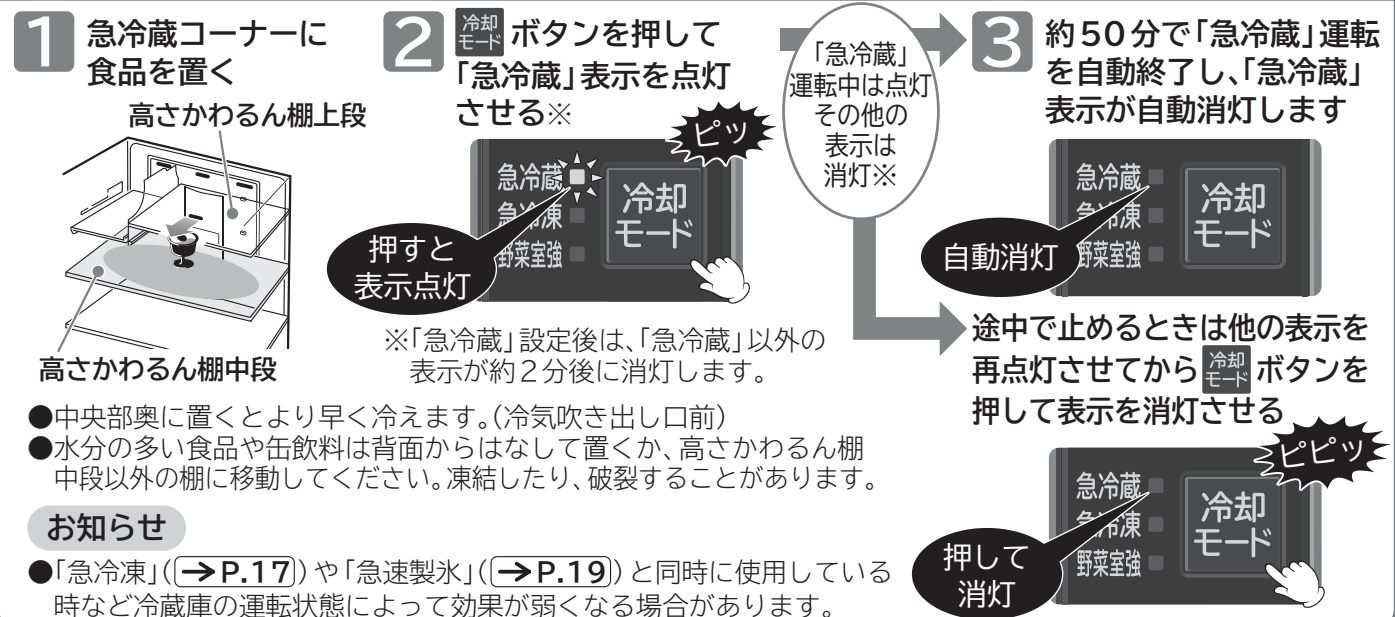 1 急冷蔵コーナーに
食品を置く
高さかわるん棚上段
高さかわるん棚中段
2 冷却モード ボタンを押して
「急冷蔵」表示を点灯
させる※
ピッ
急冷蔵
急冷凍
野菜室強
冷却
モード
押すと
表示点灯
※「急冷蔵」設定後は、「急冷蔵」以外の
表示が約2分後に消灯します。
「急冷蔵」
運転中は点灯
その他の
表示は
消灯※
3 約50分で「急冷蔵」運転
を自動終了し、「急冷蔵」
表示が自動消灯します
急冷蔵
急冷凍
野菜室強
冷却
モード
自動消灯
途中で止めるときは他の表示を
再点灯させてから 冷却モード ボタンを
押して表示を消灯させる
ピピッ
急冷蔵
急冷凍
野菜室強
冷却
モード
押して
消灯
●中央部奥に置くとより早く冷えます。(冷気吹き出し口前)
●水分の多い食品や缶飲料は背面からはなして置くか、高さかわるん棚
中段以外の棚に移動してください。凍結したり、破裂することがあります。
お知らせ
●「急冷凍」(→P.17)や「急速製氷」(→P.19)と同時に使用している
時など冷蔵庫の運転状態によって効果が弱くなる場合があります。